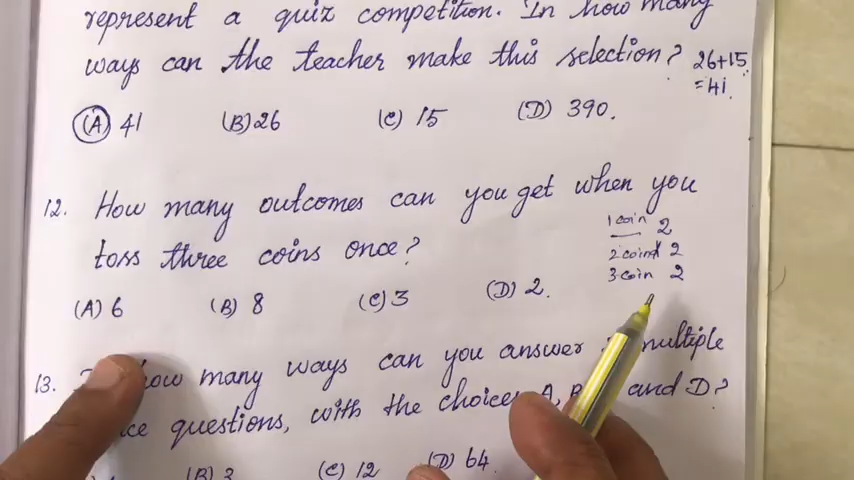 represent a quiz competition. In how many
ways can the teacher make this selection? 26+15
=41.
(A) 41 (B) 26 (C) 15 (D) 390.
12. How many outcomes can you get when you
toss three coins once?
1 coin 2
2 coin 2
3 coin 2
(A) 6 (B) 8 (C) 3 (D) 2.
13. how many ways can you answer multiple
questions, with the choices A, B and D?
(B) 3 (C) 12 (D) 64